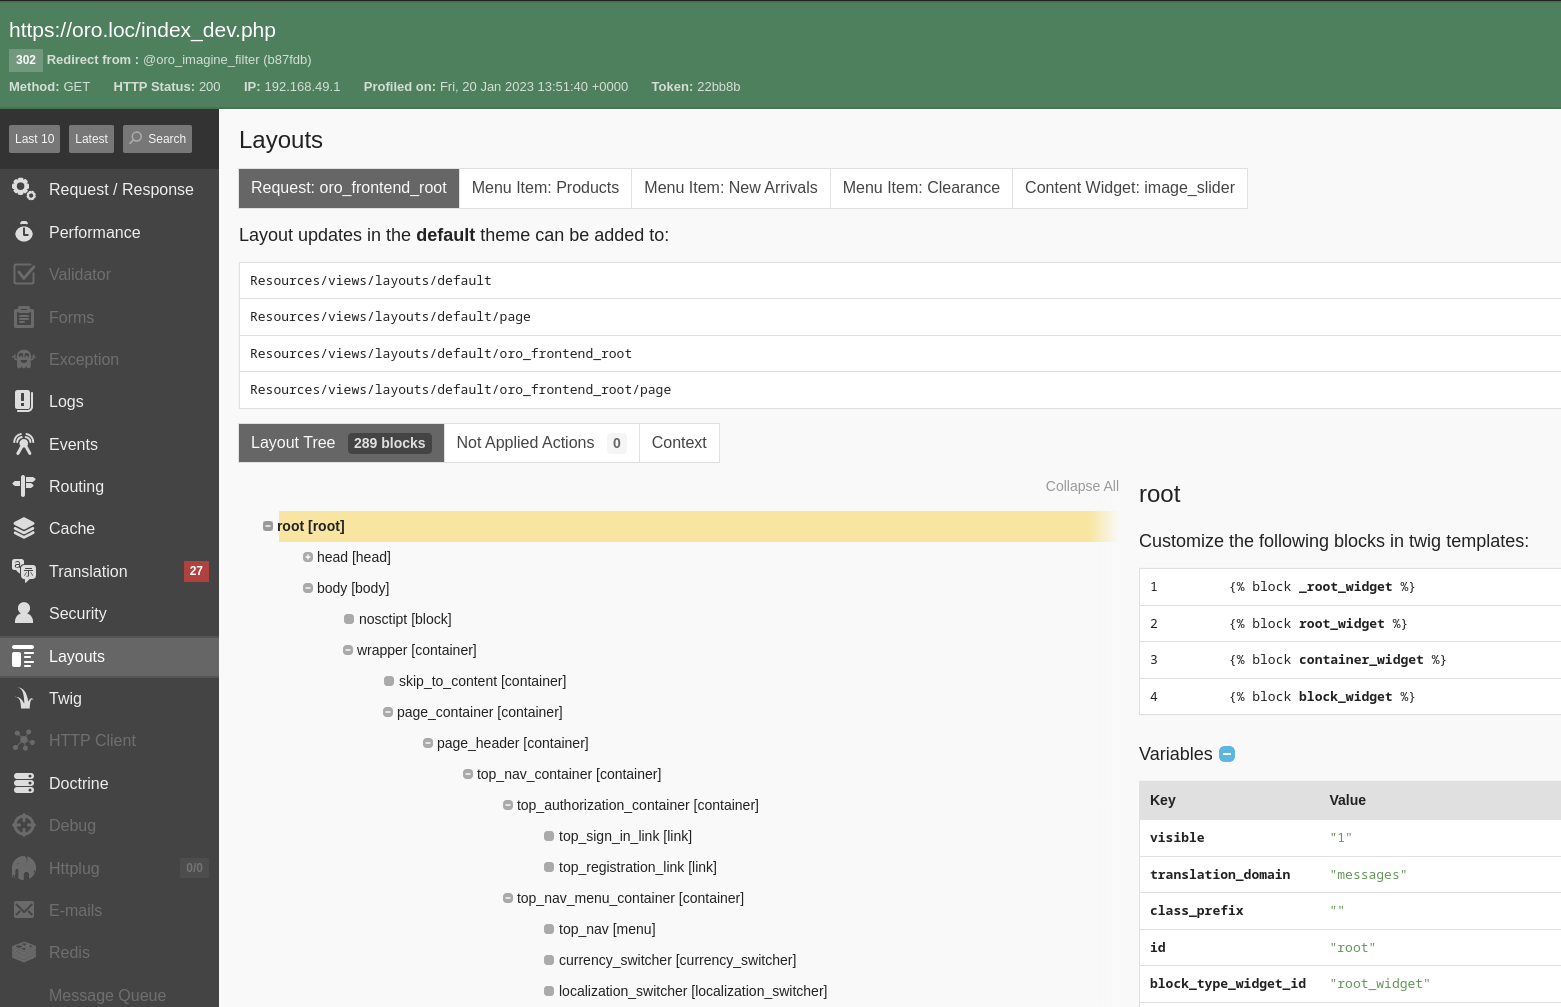 https://oro.loc/index_dev.php
302 Redirect from : @oro_imagine_filter (b87fdb)
Method: GET HTTP Status: 200 IP: 192.168.49.1 Profiled on: Fri, 20 Jan 2023 13:51:40 +0000 Token: 22bb8b
Last 10 Latest Search
Request / Response
Performance
Validator
Forms
Exception
Logs
Events
Routing
Cache
Translation 27
Security
Layouts
Twig
HTTP Client
Doctrine
Debug
Httplug 0/0
E-mails
Redis
Message Queue
Layouts
Request: oro_frontend_root Menu Item: Products Menu Item: New Arrivals Menu Item: Clearance Content Widget: image_slider
Layout updates in the default theme can be added to:
Resources/views/layouts/default
Resources/views/layouts/default/page
Resources/views/layouts/default/oro_frontend_root
Resources/views/layouts/default/oro_frontend_root/page
Layout Tree 289 blocks Not Applied Actions 0 Context
Collapse All
root [root]
head [head]
body [body]
nosctipt [block]
wrapper [container]
skip_to_content [container]
page_container [container]
page_header [container]
top_nav_container [container]
top_authorization_container [container]
top_sign_in_link [link]
top_registration_link [link]
top_nav_menu_container [container]
top_nav [menu]
currency_switcher [currency_switcher]
localization_switcher [localization_switcher]
root
Customize the following blocks in twig templates:
1 {% block _root_widget %}
2 {% block root_widget %}
3 {% block container_widget %}
4 {% block block_widget %}
Variables
Key Value
visible "1"
translation_domain "messages"
class_prefix ""
id "root"
block_type_widget_id "root_widget"